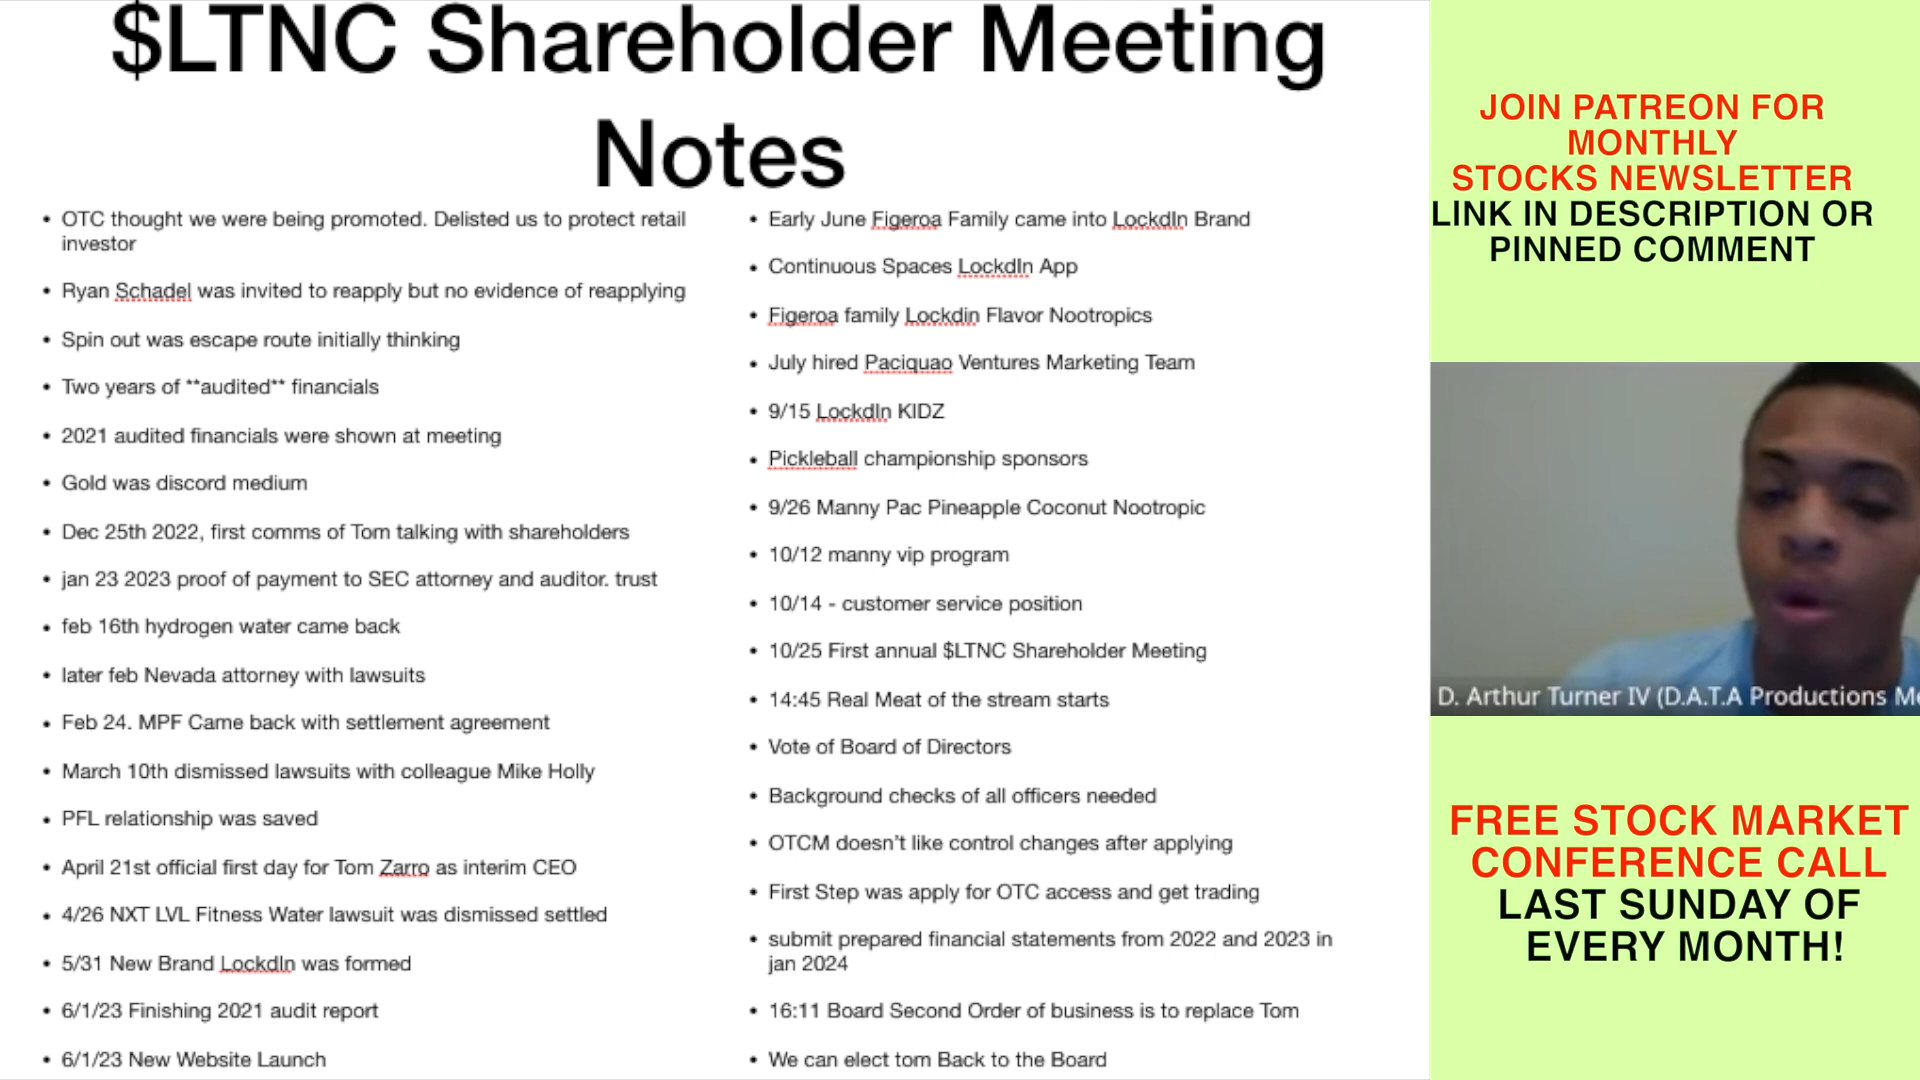 $LTNC Shareholder Meeting
Notes
• OTC thought we were being promoted. Delisted us to protect retail
investor
• Ryan Schadel was invited to reapply but no evidence of reapplying
• Spin out was escape route initially thinking
• Two years of **audited** financials
• 2021 audited financials were shown at meeting
• Gold was discord medium
• Dec 25th 2022, first comms of Tom talking with shareholders
• jan 23 2023 proof of payment to SEC attorney and auditor. trust
• feb 16th hydrogen water came back
• later feb Nevada attorney with lawsuits
• Feb 24. MPF Came back with settlement agreement
• March 10th dismissed lawsuits with colleague Mike Holly
• PFL relationship was saved
• April 21st official first day for Tom Zarro as interim CEO
• 4/26 NXT LVL Fitness Water lawsuit was dismissed settled
• 5/31 New Brand LockdIn was formed
• 6/1/23 Finishing 2021 audit report
• 6/1/23 New Website Launch
• Early June Figeroa Family came into LockdIn Brand
• Continuous Spaces LockdIn App
• Figeroa family Lockdin Flavor Nootropics
• July hired Paciquao Ventures Marketing Team
• 9/15 LockdIn KIDZ
• Pickleball championship sponsors
• 9/26 Manny Pac Pineapple Coconut Nootropic
• 10/12 manny vip program
• 10/14 - customer service position
• 10/25 First annual $LTNC Shareholder Meeting
• 14:45 Real Meat of the stream starts
• Vote of Board of Directors
• Background checks of all officers needed
• OTCM doesn't like control changes after applying
• First Step was apply for OTC access and get trading
• submit prepared financial statements from 2022 and 2023 in
jan 2024
• 16:11 Board Second Order of business is to replace Tom
• We can elect tom Back to the Board
JOIN PATREON FOR
MONTHLY
STOCKS NEWSLETTER
LINK IN DESCRIPTION OR
PINNED COMMENT
D. Arthur Turner IV (D.A.T.A Productions Me
FREE STOCK MARKET
CONFERENCE CALL
LAST SUNDAY OF
EVERY MONTH!